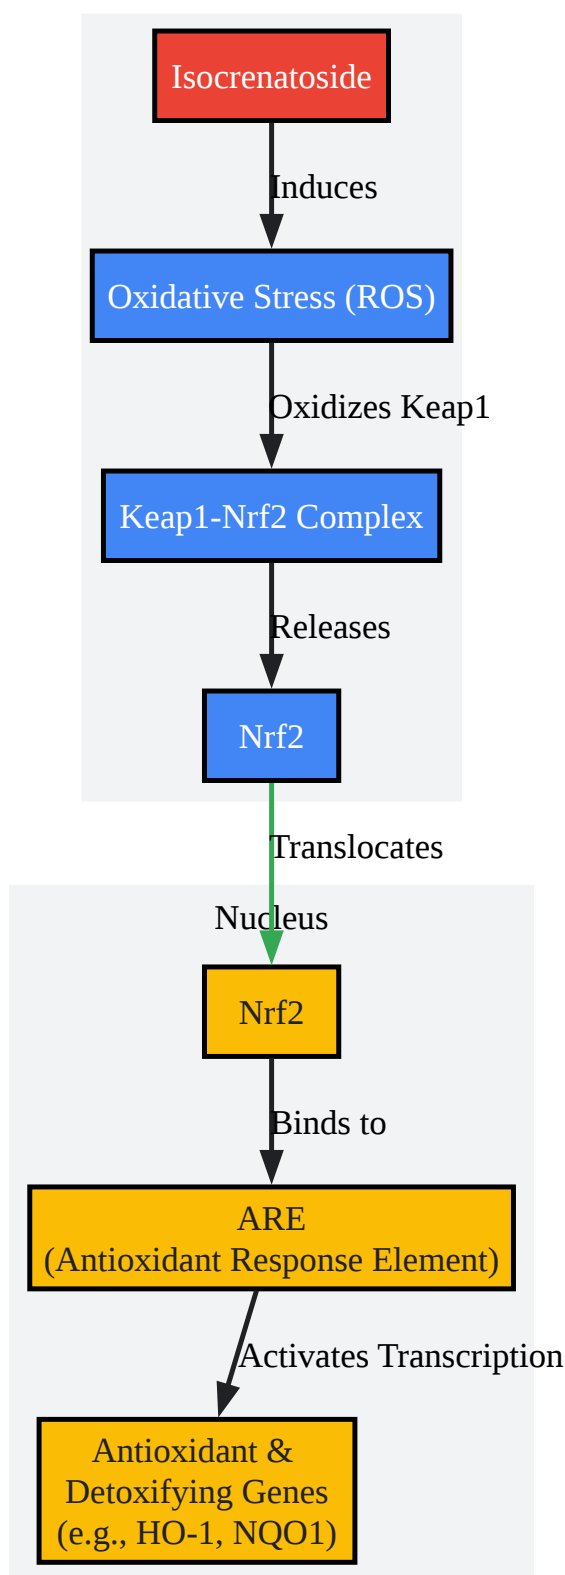 Isocrenatoside
Induces
Oxidative Stress (ROS)
Oxidizes Keap1
Keap1-Nrf2 Complex
Releases
Nrf2
Translocates
Nucleus
Nrf2
Binds to
ARE
(Antioxidant Response Element)
Activates Transcription
Antioxidant &
Detoxifying Genes
(e.g., HO-1, NQO1)